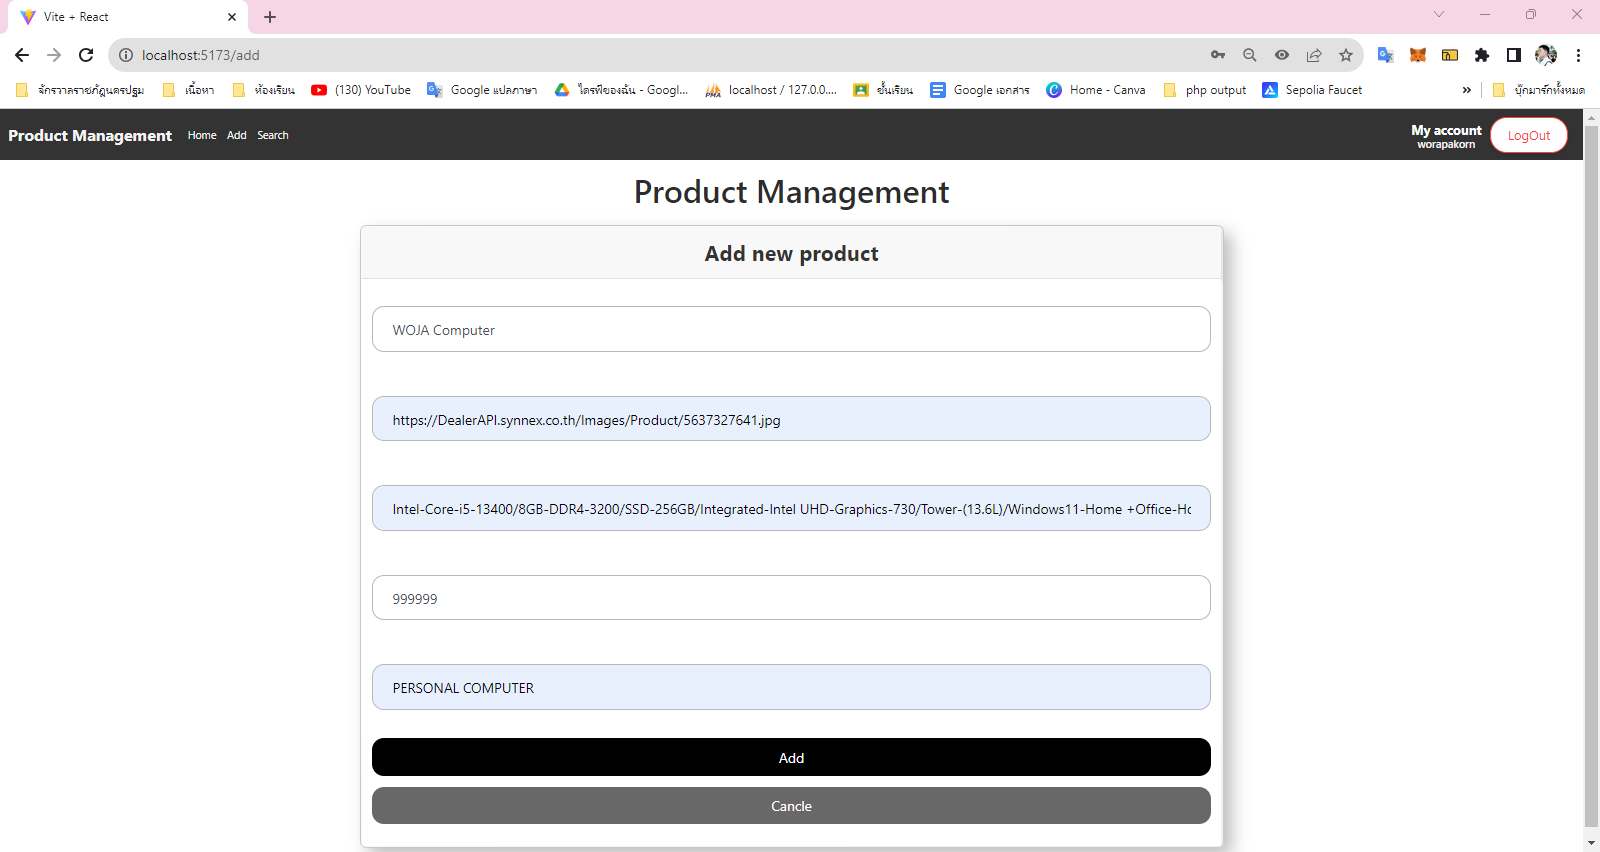 Vite + React
localhost:5173/add
จักรวาลราชภัฏนครปฐม เนื้อหา ห้องเรียน (130) YouTube Google แปลภาษา ไดรฟ์ของฉัน - Googl... localhost / 127.0.0.... ชั้นเรียน Google เอกสาร Home - Canva php output Sepolia Faucet » บุ๊กมาร์กทั้งหมด
Product Management Home Add Search My account
worapakorn
LogOut
Product Management
Add new product
WOJA Computer
https://DealerAPI.synnex.co.th/Images/Product/5637327641.jpg
Intel-Core-i5-13400/8GB-DDR4-3200/SSD-256GB/Integrated-Intel UHD-Graphics-730/Tower-(13.6L)/Windows11-Home +Office-Ho
999999
PERSONAL COMPUTER
Add
Cancle